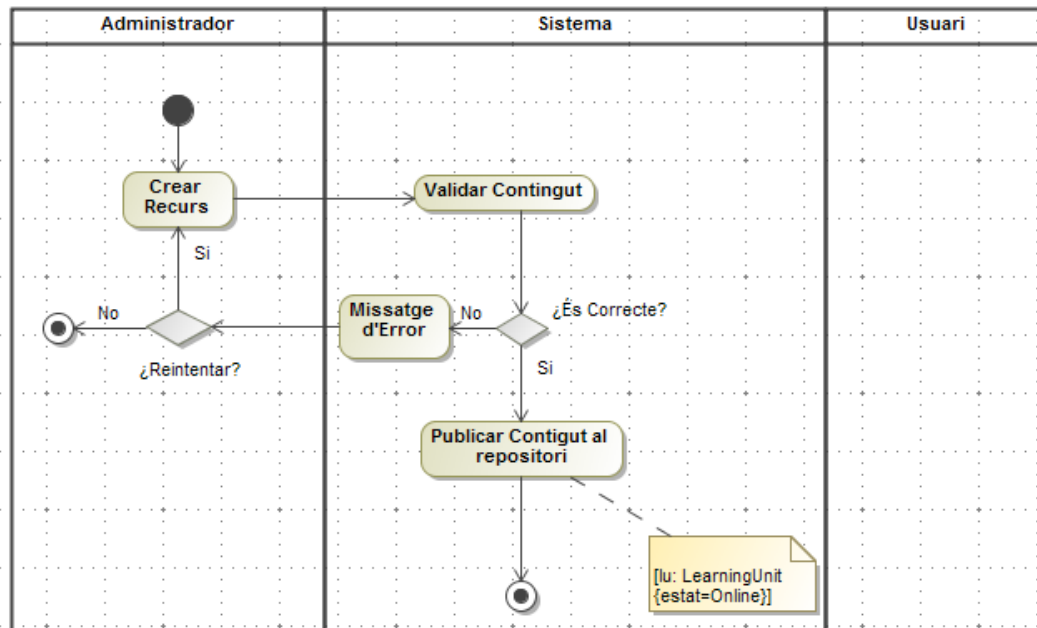 Administrador
Sistema
Usuari
Crear
Recurs
Validar Contingut
Si
No
Missatge
d'Error
No
¿És Correcte?
¿Reintentar?
Si
Publicar Contigut al
repositori
[lu: LearningUnit
{estat=Online}]